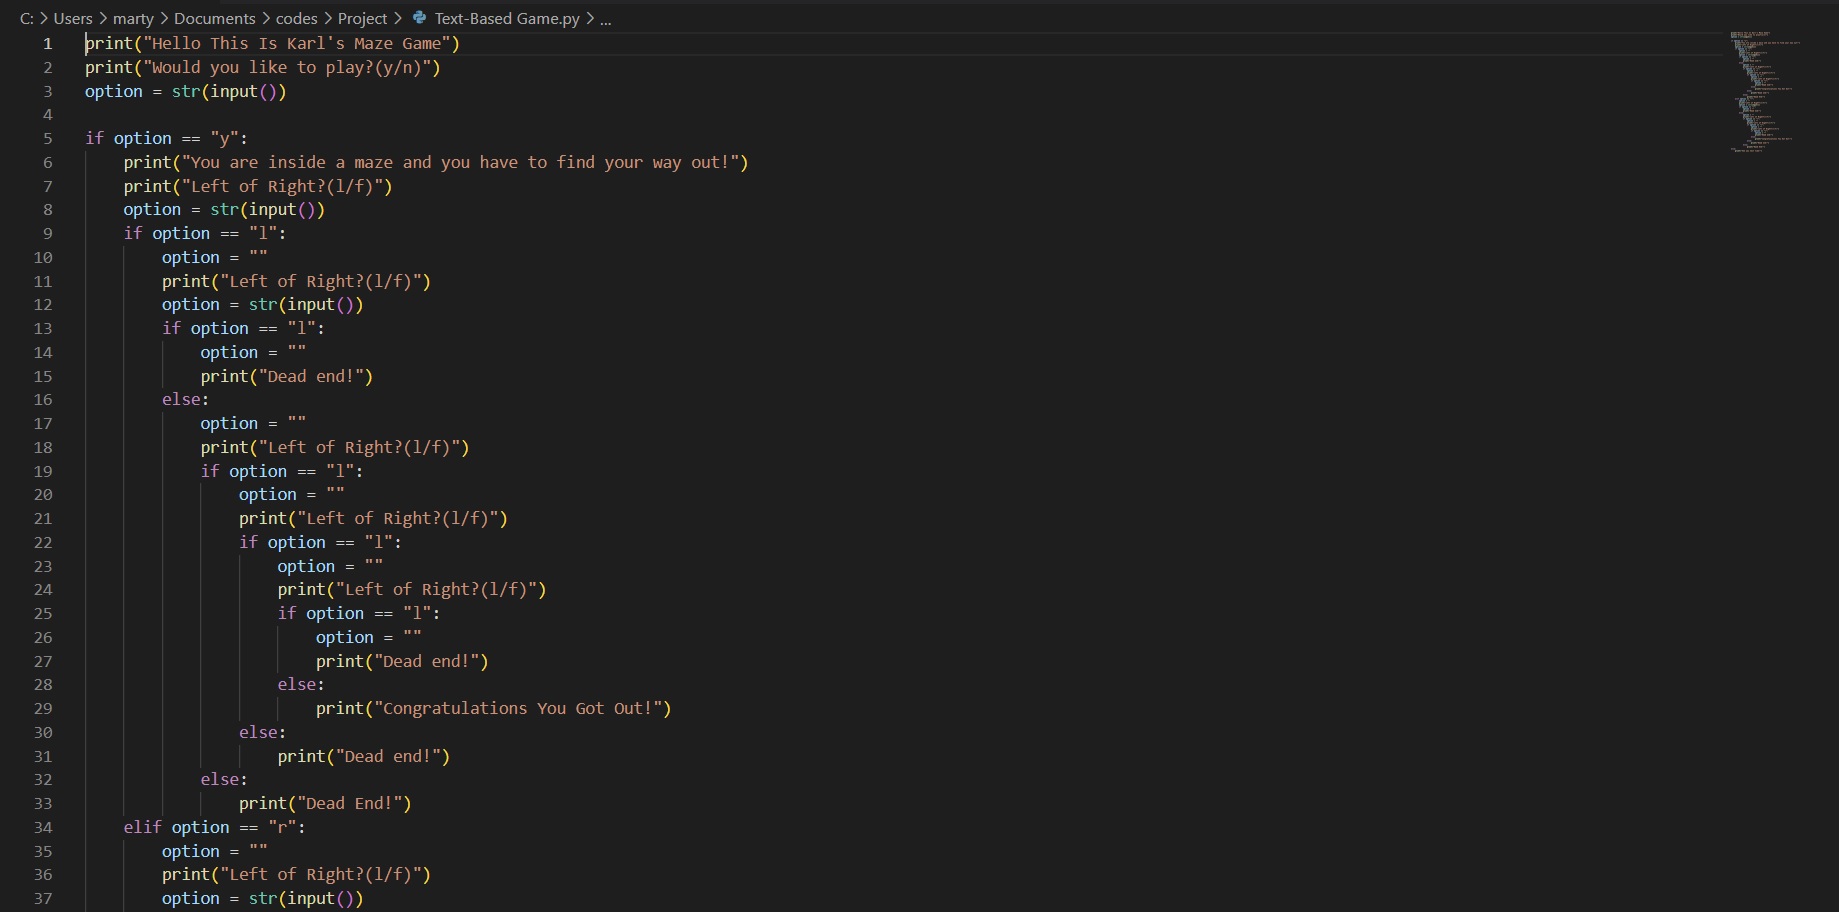 C: > Users > marty > Documents > codes > Project > Text-Based Game.py > ...
1 print("Hello This Is Karl's Maze Game")
2 print("Would you like to play?(y/n)")
3 option = str(input())
4
5 if option == "y":
6     print("You are inside a maze and you have to find your way out!")
7     print("Left of Right?(l/f)")
8     option = str(input())
9     if option == "l":
10         option = ""
11         print("Left of Right?(l/f)")
12         option = str(input())
13         if option == "l":
14             option = ""
15             print("Dead end!")
16         else:
17             option = ""
18             print("Left of Right?(l/f)")
19             if option == "l":
20                 option = ""
21                 print("Left of Right?(l/f)")
22                 if option == "l":
23                     option = ""
24                     print("Left of Right?(l/f)")
25                     if option == "l":
26                         option = ""
27                         print("Dead end!")
28                     else:
29                         print("Congratulations You Got Out!")
30                 else:
31                     print("Dead end!")
32             else:
33                 print("Dead End!")
34     elif option == "r":
35         option = ""
36         print("Left of Right?(l/f)")
37         option = str(input())